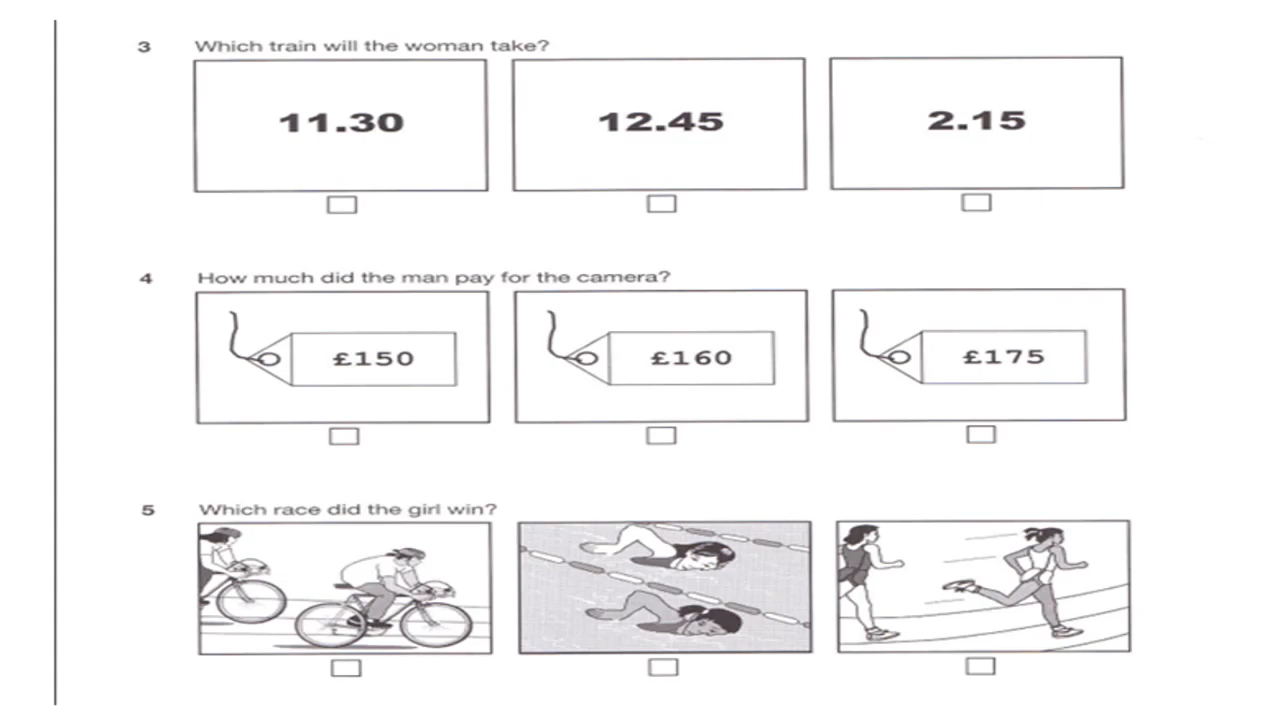 3 Which train will the woman take?
11.30 12.45 2.15
4 How much did the man pay for the camera?
£150 £160 £175
5 Which race did the girl win?